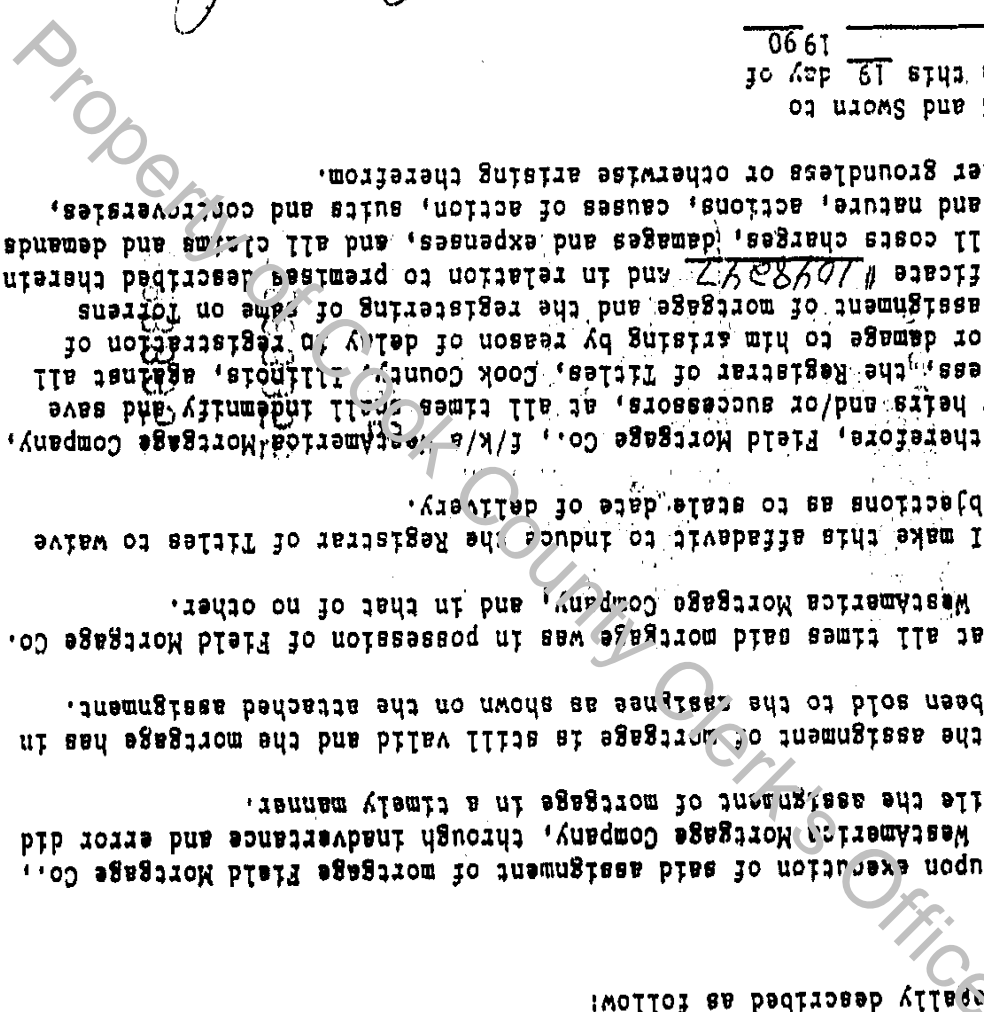 gally described as follow:
upon execution of said assignment of mortgage Field Mortgage Co.,
WestAmerica Mortgage Company, through inadvertance and error did
ile the assignment of mortgage in a timely manner.
the assignment of mortgage is still valid and the mortgage has in
been sold to the assignee as shown on the attached assignment.
at all times said mortgage was in possession of Field Mortgage Co.
WestAmerica Mortgage Company, and in that of no other.
I make this affadavit to induce the Registrar of Titles to waive
bjections as to stale date of delivery.
therefore, Field Mortgage Co., f/k/a WestAmerica Mortgage Company,
heirs and/or successors, at all times shall indemnify and save
ess, the Registrar of Titles, Cook County, Illinois, against all
or damage to him arising by reason of delay in registration of
assignment of mortgage and the registering of same on Torrens
ficate # and in relation to premises described therein
ll costs charges, damages and expenses, and all claims and demands
and nature, actions, causes of action, suits and controversies,
er groundless or otherwise arising therefrom.
and Sworn to
this 19 day of
1990
Property of Cook County Clerk's Office